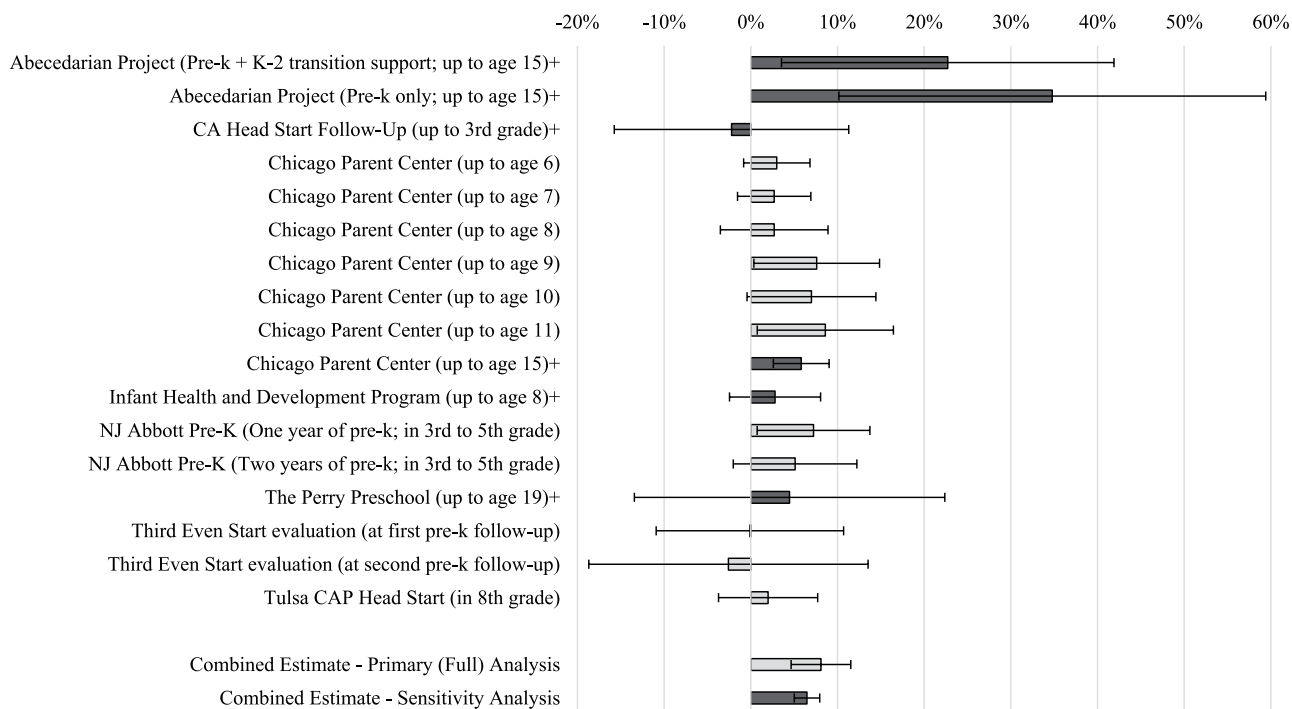 -20% -10% 0% 10% 20% 30% 40% 50% 60%
Abecedarian Project (Pre-k + K-2 transition support; up to age 15)+
Abecedarian Project (Pre-k only; up to age 15)+
CA Head Start Follow-Up (up to 3rd grade)+
Chicago Parent Center (up to age 6)
Chicago Parent Center (up to age 7)
Chicago Parent Center (up to age 8)
Chicago Parent Center (up to age 9)
Chicago Parent Center (up to age 10)
Chicago Parent Center (up to age 11)
Chicago Parent Center (up to age 15)+
Infant Health and Development Program (up to age 8)+
NJ Abbott Pre-K (One year of pre-k; in 3rd to 5th grade)
NJ Abbott Pre-K (Two years of pre-k; in 3rd to 5th grade)
The Perry Preschool (up to age 19)+
Third Even Start evaluation (at first pre-k follow-up)
Third Even Start evaluation (at second pre-k follow-up)
Tulsa CAP Head Start (in 8th grade)
Combined Estimate - Primary (Full) Analysis
Combined Estimate - Sensitivity Analysis